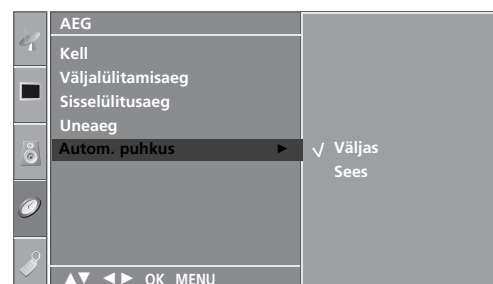 AEG
Kell
Väljalülitamisaeg
Sisselülitusaeg
Uneaeg
Autom. puhkus ►
√ Väljas
Sees
▲▼ ◄► OK MENU